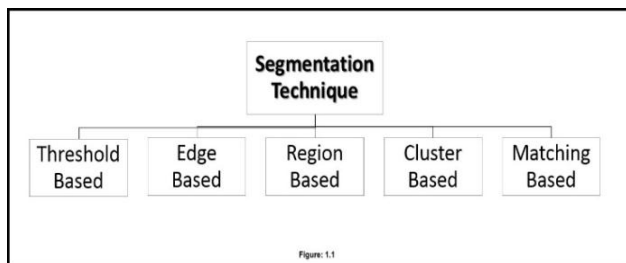 Segmentation
Technique
Threshold
Based
Edge
Based
Region
Based
Cluster
Based
Matching
Based
Figure: 1.1